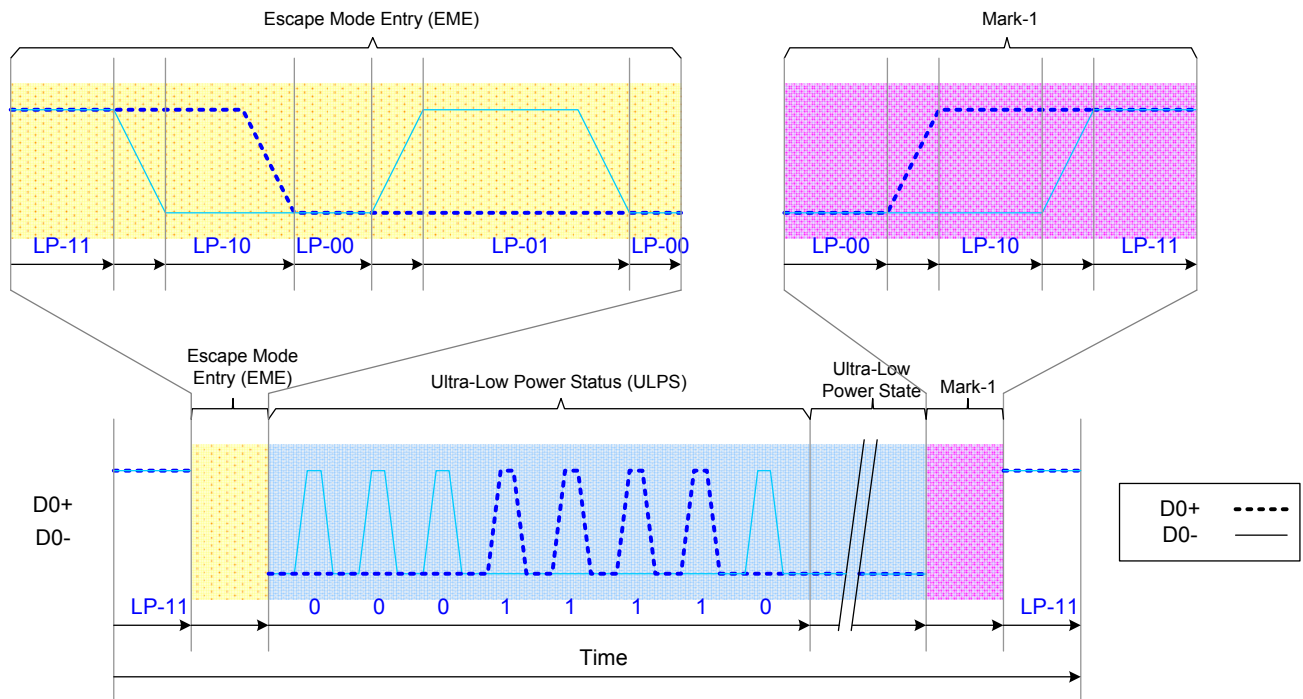 Escape Mode Entry (EME)
Mark-1
LP-11
LP-10
LP-00
LP-01
LP-00
LP-00
LP-10
LP-11
Escape Mode
Entry (EME)
Ultra-Low Power Status (ULPS)
Ultra-Low
Power State
Mark-1
D0+
D0-
LP-11
0
0
0
1
1
1
1
0
LP-11
Time
D0+
D0-